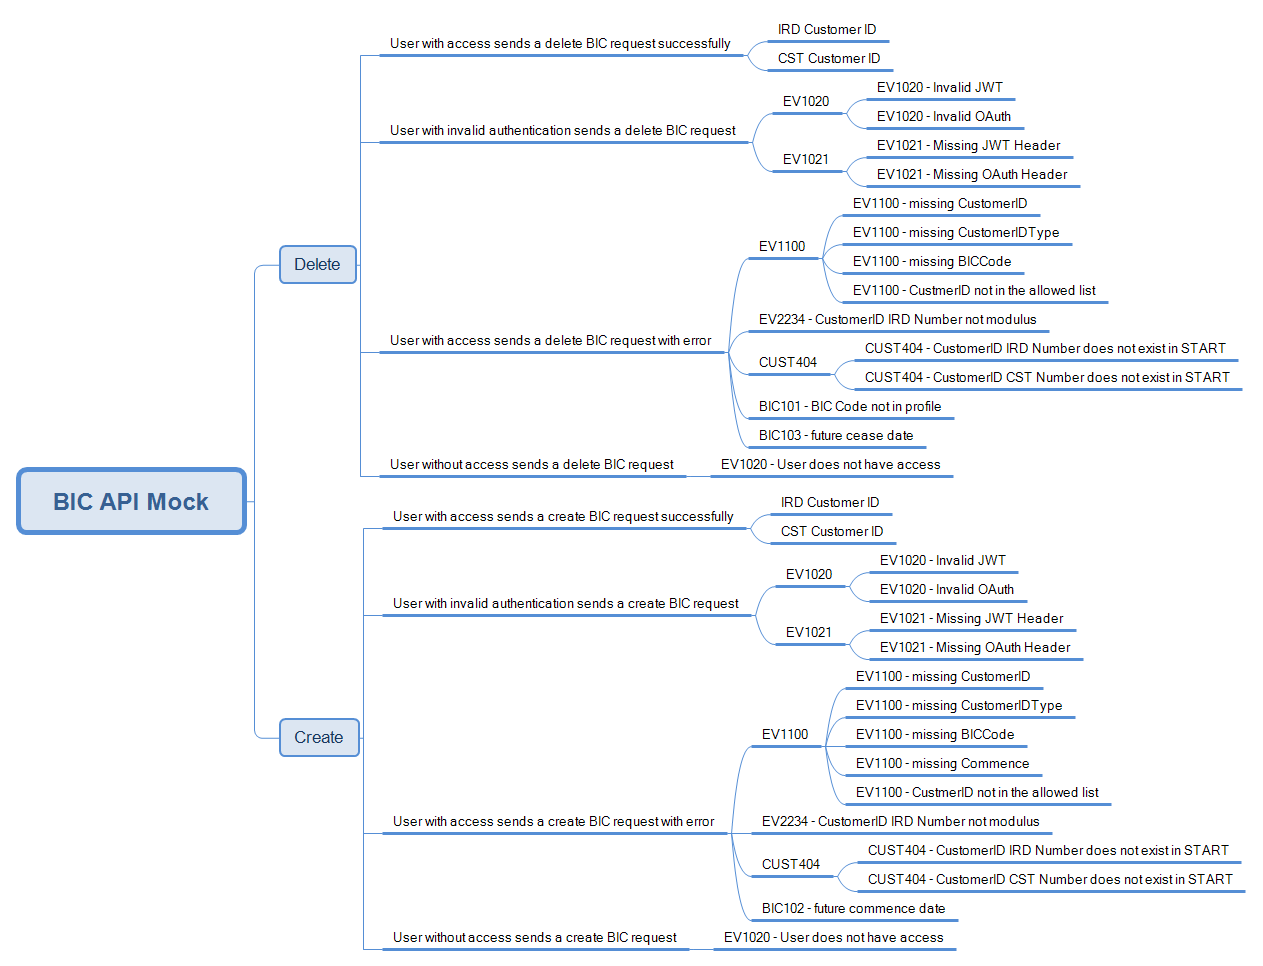 BIC API Mock
Delete
User with access sends a delete BIC request successfully
IRD Customer ID
CST Customer ID
User with invalid authentication sends a delete BIC request
EV1020
EV1020 - Invalid JWT
EV1020 - Invalid OAuth
EV1021
EV1021 - Missing JWT Header
EV1021 - Missing OAuth Header
User with access sends a delete BIC request with error
EV1100
EV1100 - missing CustomerID
EV1100 - missing CustomerIDType
EV1100 - missing BICCode
EV1100 - CustmerID not in the allowed list
EV2234 - CustomerID IRD Number not modulus
CUST404
CUST404 - CustomerID IRD Number does not exist in START
CUST404 - CustomerID CST Number does not exist in START
BIC101 - BIC Code not in profile
BIC103 - future cease date
User without access sends a delete BIC request
EV1020 - User does not have access
Create
User with access sends a create BIC request successfully
IRD Customer ID
CST Customer ID
User with invalid authentication sends a create BIC request
EV1020
EV1020 - Invalid JWT
EV1020 - Invalid OAuth
EV1021
EV1021 - Missing JWT Header
EV1021 - Missing OAuth Header
User with access sends a create BIC request with error
EV1100
EV1100 - missing CustomerID
EV1100 - missing CustomerIDType
EV1100 - missing BICCode
EV1100 - missing Commence
EV1100 - CustmerID not in the allowed list
EV2234 - CustomerID IRD Number not modulus
CUST404
CUST404 - CustomerID IRD Number does not exist in START
CUST404 - CustomerID CST Number does not exist in START
BIC102 - future commence date
User without access sends a create BIC request
EV1020 - User does not have access